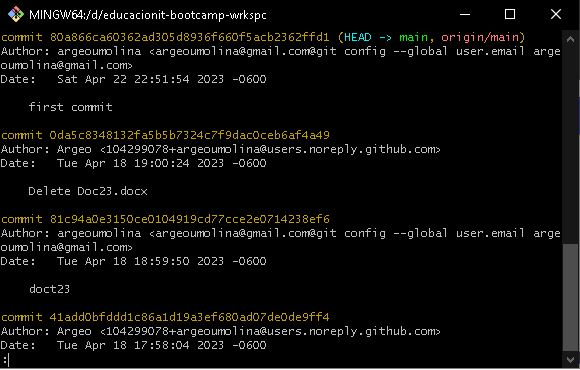 MINGW64:/d/educacionit-bootcamp-wrkspc
commit 80a866ca60362ad305d8936f660f5acb2362ffd1 (HEAD -> main, origin/main)
Author: argeoumolina <argeoumolina@gmail.com@git config --global user.email arge
oumolina@gmail.com>
Date:   Sat Apr 22 22:51:54 2023 -0600
first commit
commit 0da5c8348132fa5b5b7324c7f9dac0ceb6af4a49
Author: Argeo <104299078+argeoumolina@users.noreply.github.com>
Date:   Tue Apr 18 19:00:24 2023 -0600
Delete Doc23.docx
commit 81c94a0e3150ce0104919cd77cce2e0714238ef6
Author: argeoumolina <argeoumolina@gmail.com@git config --global user.email arge
oumolina@gmail.com>
Date:   Tue Apr 18 18:59:50 2023 -0600
doct23
commit 41add0bfddd1c86a1d19a3ef680ad07de0de9ff4
Author: Argeo <104299078+argeoumolina@users.noreply.github.com>
Date:   Tue Apr 18 17:58:04 2023 -0600
: